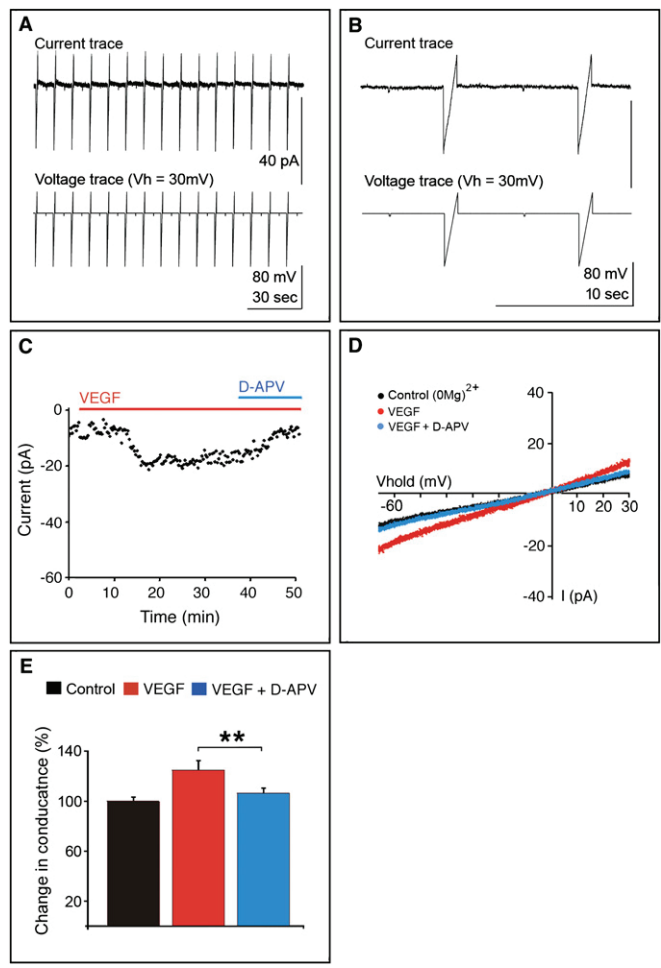 A
Current trace
40 pA
Voltage trace (Vh = 30mV)
80 mV
30 sec
B
Current trace
Voltage trace (Vh = 30mV)
80 mV
10 sec
C
D-APV
VEGF
0
-20
-40
-60
Current (pA)
0 10 20 30 40 50
Time (min)
D
Control (0Mg)2+
VEGF
VEGF + D-APV
Vhold (mV)
-60
10 20 30
40
20
-20
-40
I (pA)
E
Control VEGF VEGF + D-APV
**
140
100
60
20
Change in conducatnce (%)